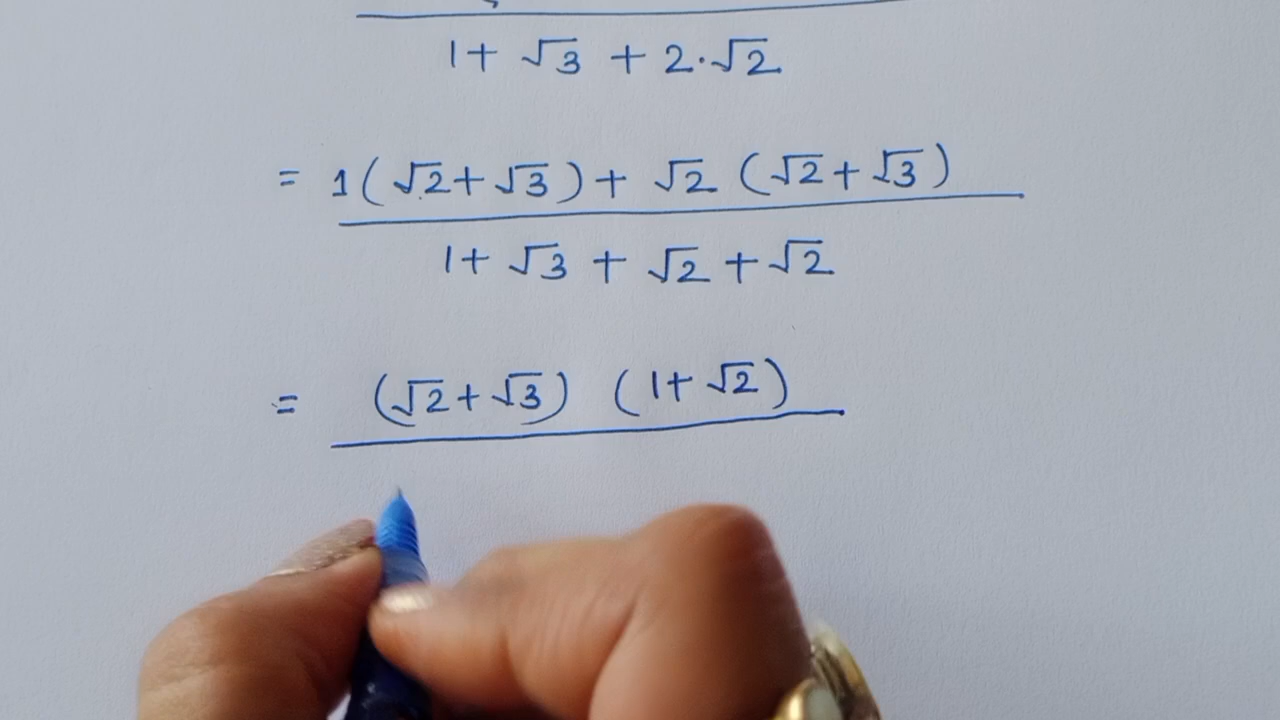 1 + √3 + 2·√2
= 1(√2 + √3) + √2 (√2 + √3)
1 + √3 + √2 + √2
= (√2 + √3) (1 + √2)